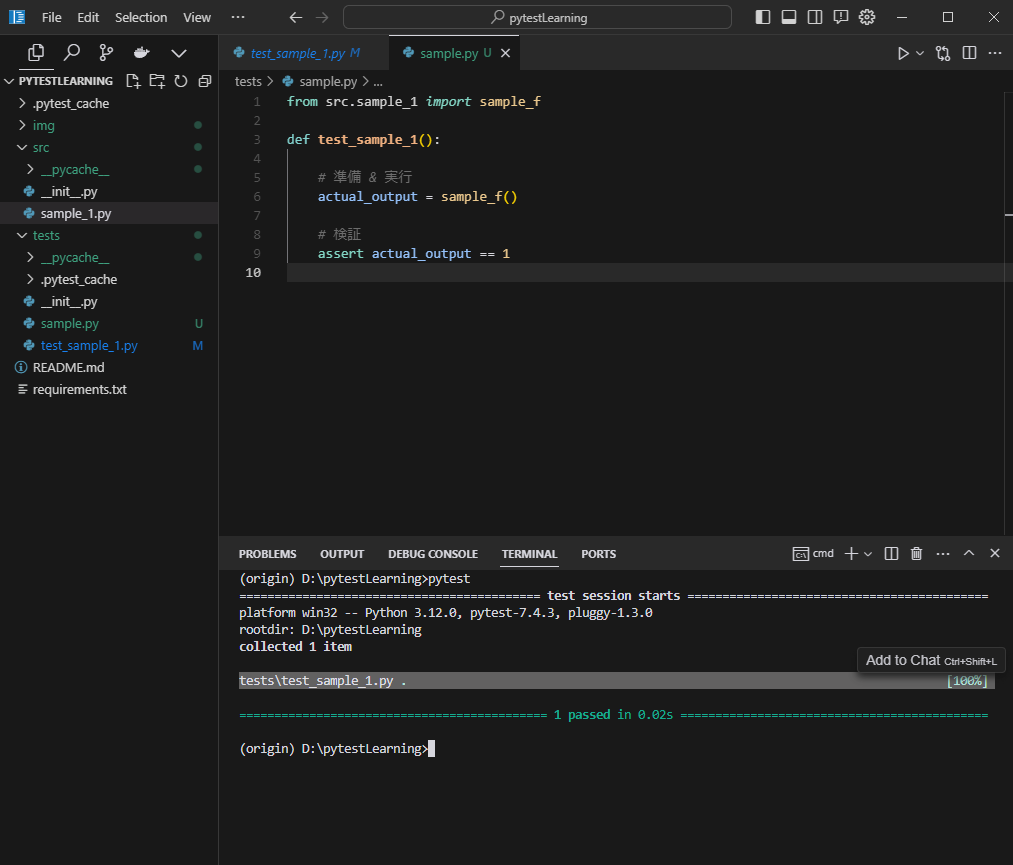 File Edit Selection View ··· pytestLearning
PYTESTLEARNING
.pytest_cache
img
src
__pycache__
__init__.py
sample_1.py
tests
__pycache__
.pytest_cache
__init__.py
sample.py U
test_sample_1.py M
README.md
requirements.txt
test_sample_1.py M sample.py U
tests > sample.py > ...
1 from src.sample_1 import sample_f
2
3 def test_sample_1():
4
5 # 準備 & 実行
6 actual_output = sample_f()
7
8 # 検証
9 assert actual_output == 1
10
PROBLEMS OUTPUT DEBUG CONSOLE TERMINAL PORTS cmd
(origin) D:\pytestLearning>pytest
=========================================== test session starts ===========================================
platform win32 -- Python 3.12.0, pytest-7.4.3, pluggy-1.3.0
rootdir: D:\pytestLearning
collected 1 item
Add to Chat Ctrl+Shift+L
tests\test_sample_1.py . [100%]
============================================ 1 passed in 0.02s ============================================
(origin) D:\pytestLearning>